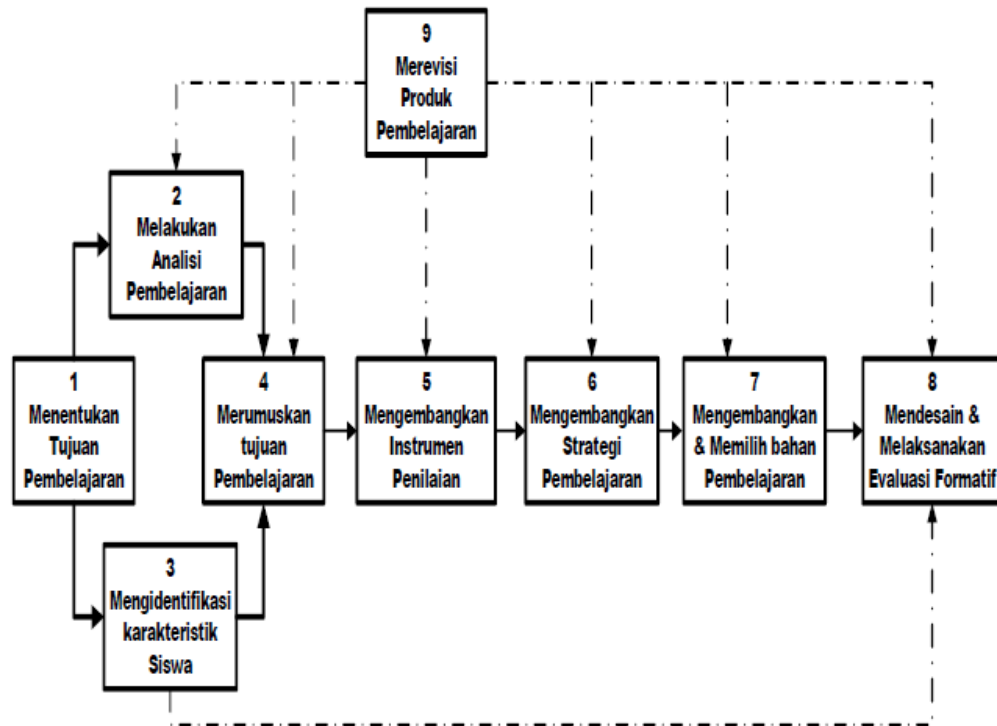 9
Merevisi
Produk
Pembelajaran
2
Melakukan
Analisi
Pembelajaran
1
Menentukan
Tujuan
Pembelajaran
4
Merumuskan
tujuan
Pembelajaran
5
Mengembangkan
Instrumen
Penilaian
6
Mengembangkan
Strategi
Pembelajaran
7
Mengembangkan
& Memilih bahan
Pembelajaran
8
Mendesain &
Melaksanakan
Evaluasi Formatif
3
Mengidentifikasi
karakteristik
Siswa